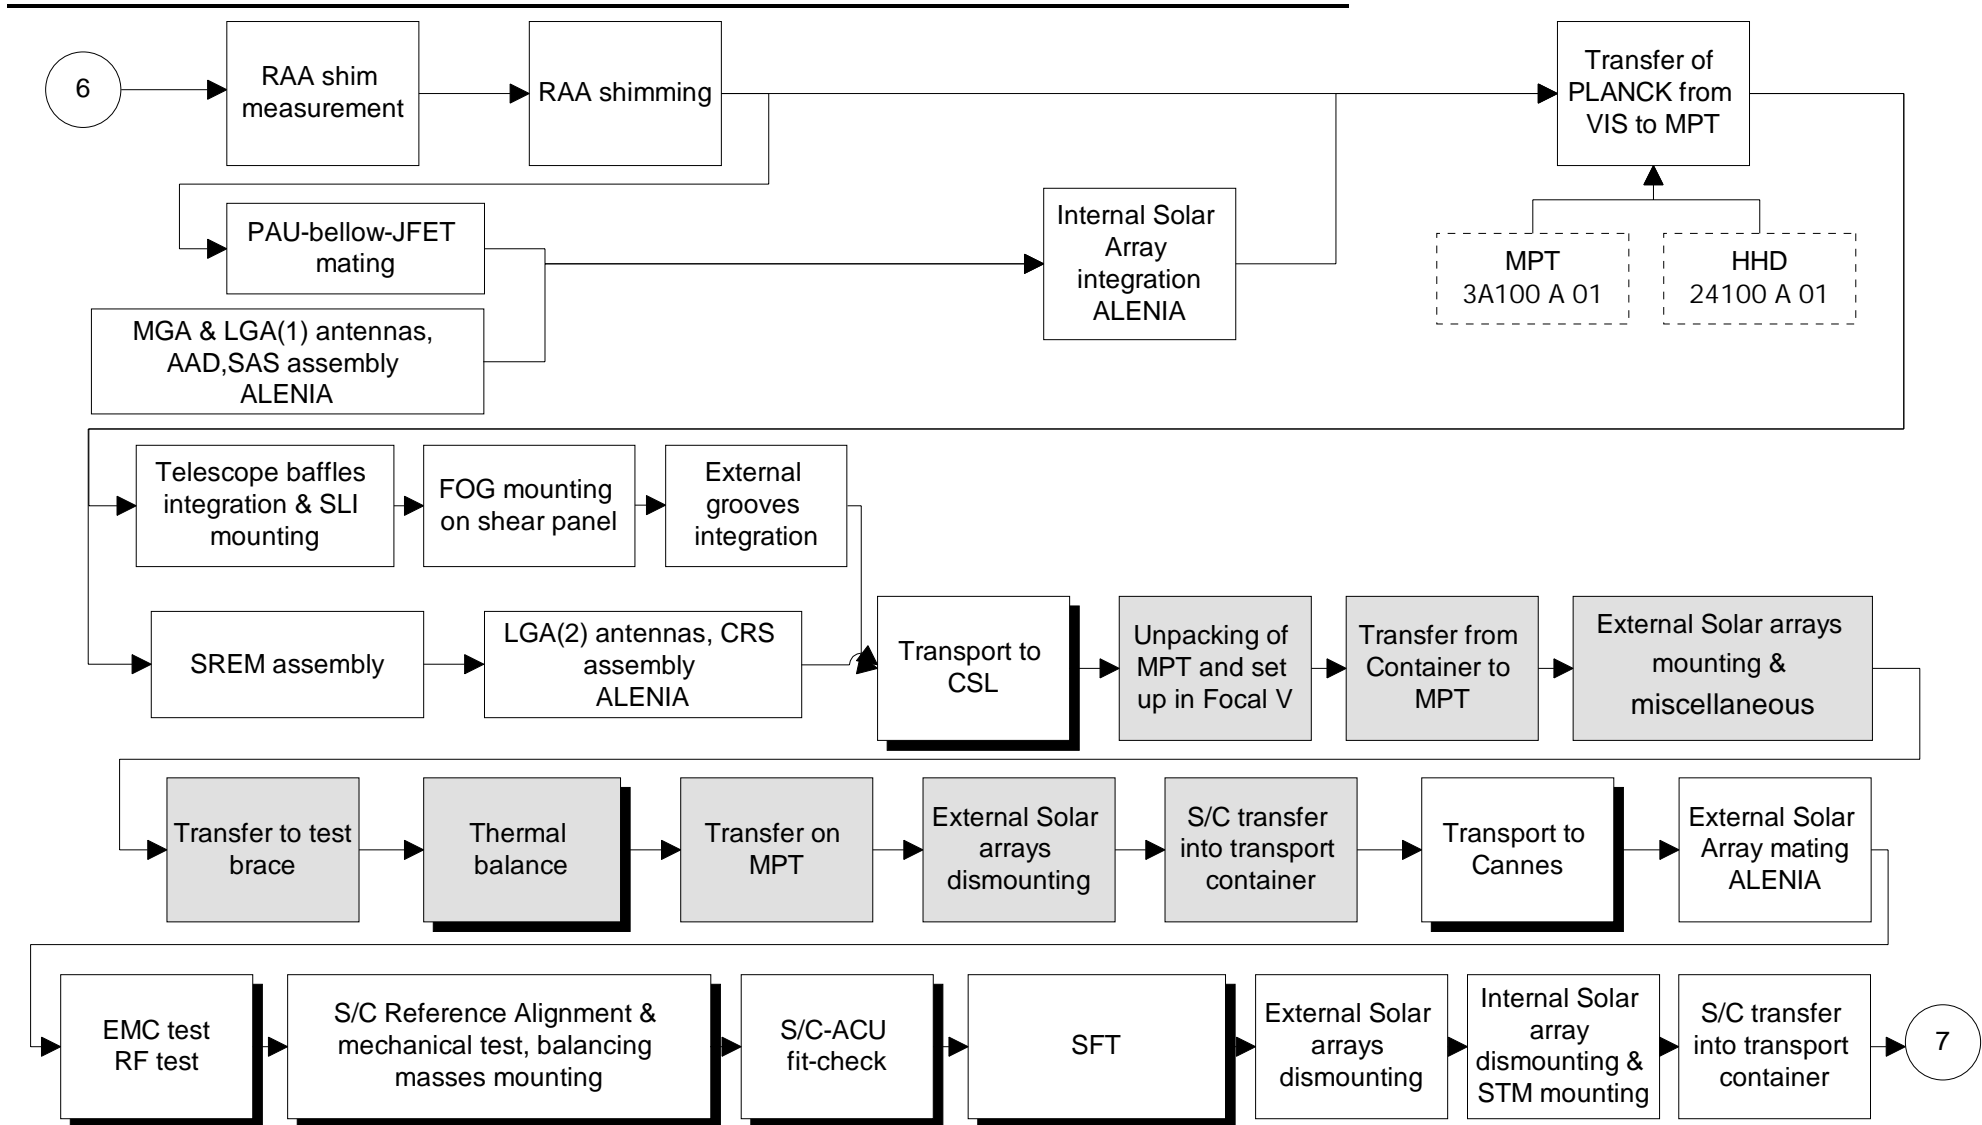 6
RAA shim
measurement
RAA shimming
Transfer of
PLANCK from
VIS to MPT
PAU-bellow-JFET
mating
Internal Solar
Array
integration
ALENIA
MPT
3A100 A 01
HHD
24100 A 01
MGA & LGA(1) antennas,
AAD,SAS assembly
ALENIA
Telescope baffles
integration & SLI
mounting
FOG mounting
on shear panel
External
grooves
integration
SREM assembly
LGA(2) antennas, CRS
assembly
ALENIA
Transport to
CSL
Unpacking of
MPT and set
up in Focal V
Transfer from
Container to
MPT
External Solar arrays
mounting &
miscellaneous
Transfer to test
brace
Thermal
balance
Transfer on
MPT
External Solar
arrays
dismounting
S/C transfer
into transport
container
Transport to
Cannes
External Solar
Array mating
ALENIA
EMC test
RF test
S/C Reference Alignment &
mechanical test, balancing
masses mounting
S/C-ACU
fit-check
SFT
External Solar
arrays
dismounting
Internal Solar
array
dismounting &
STM mounting
S/C transfer
into transport
container
7